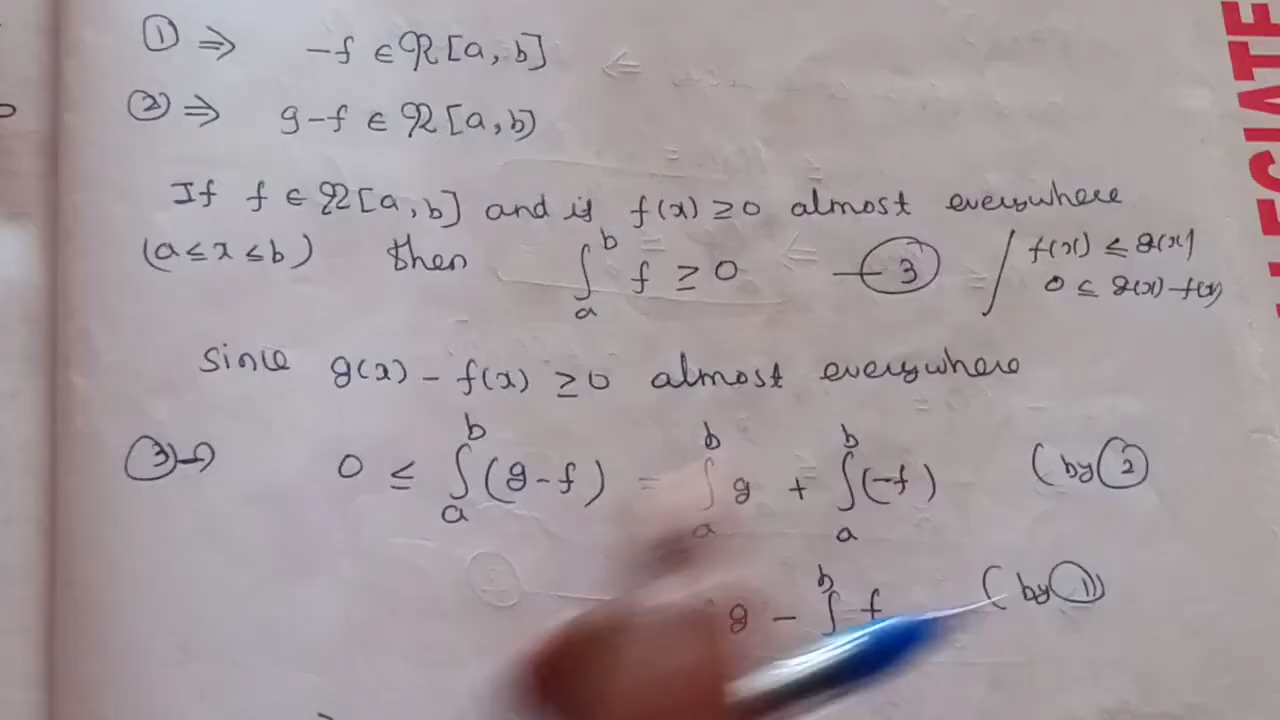 ① ⇒ -f ∈ ℛ[a, b]
② ⇒ g-f ∈ ℛ[a, b]
If f ∈ ℛ[a, b] and if f(x) ≥ 0 almost everywhere
(a ≤ x ≤ b) then ∫_a^b f ≥ 0 — ③
f(x) ≤ g(x)
0 ≤ g(x) - f(x)
since g(x) - f(x) ≥ 0 almost everywhere
③ → 0 ≤ ∫_a^b (g-f) = ∫_a^b g + ∫_a^b (-f) (by ②
g - ∫^b f (by ①)